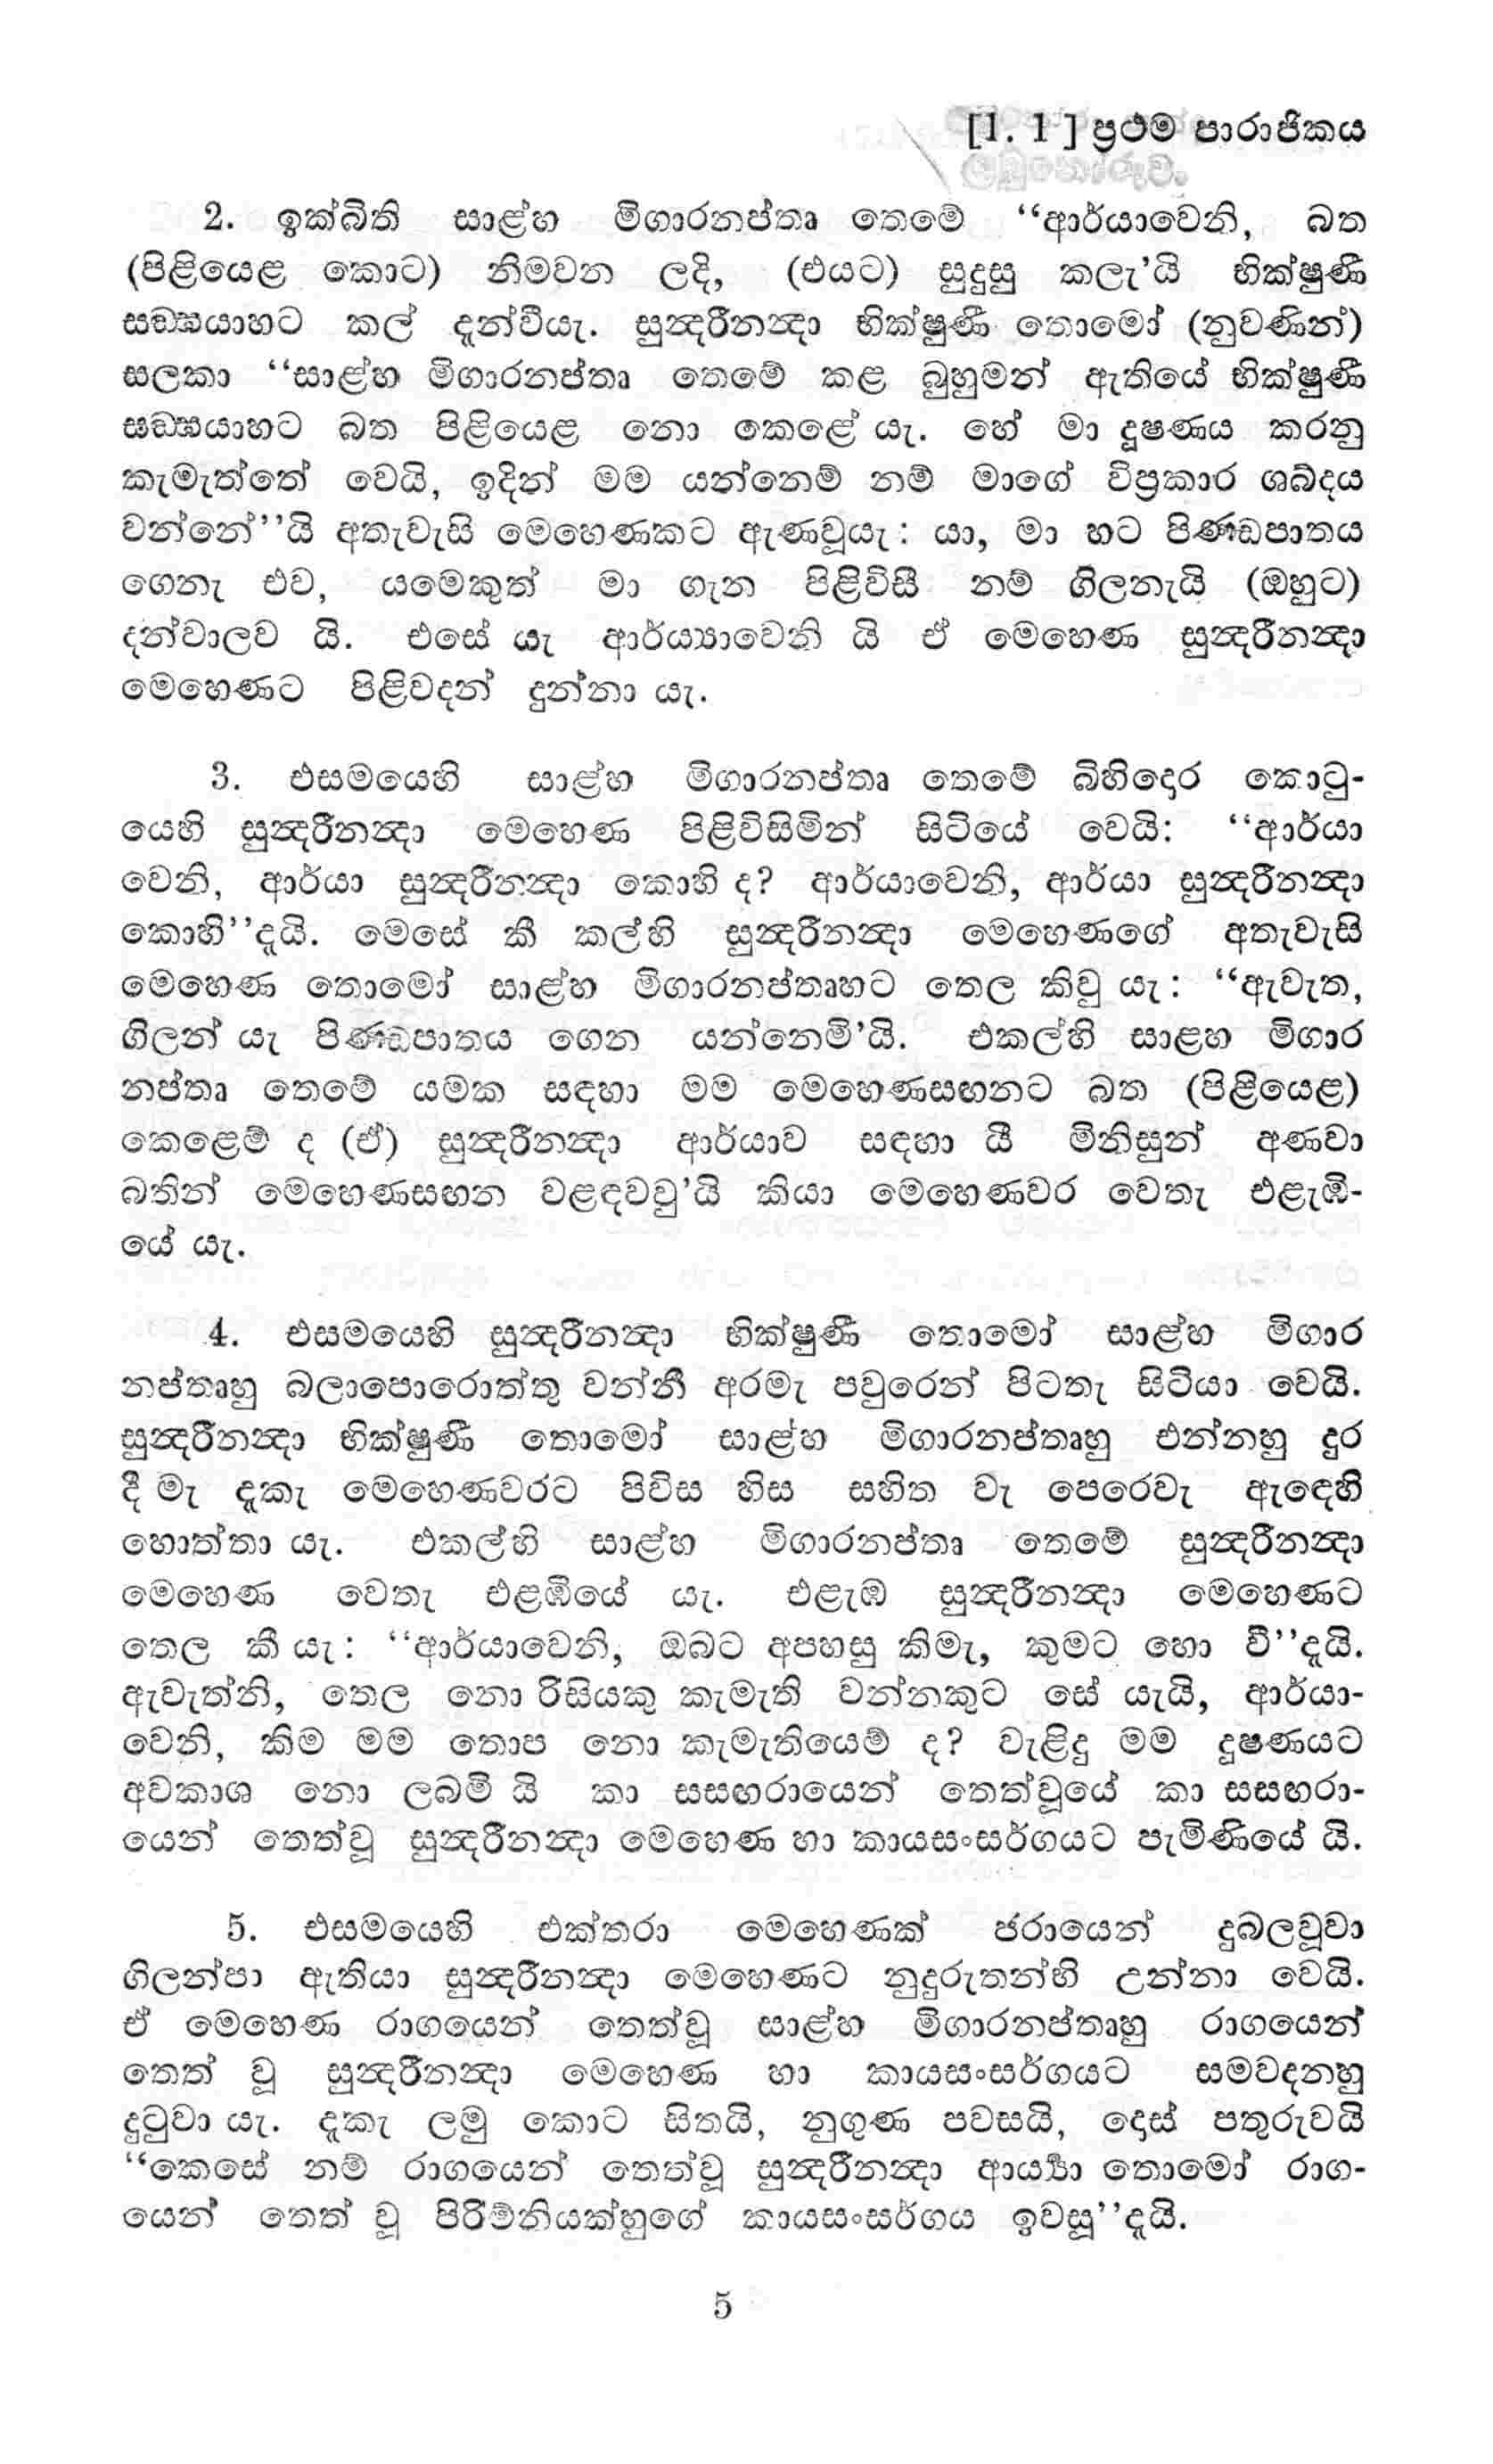 [1. 1] ප්‍රථම පාරාජිකය
2. ඉක්බිති සාළ්හ මිගාරනප්තෘ තෙමේ “ආර්යාවෙනි, බත
(පිළියෙළ කොට) නිමවන ලදි, (එයට) සුදුසු කලැ’යි භික්ෂුණී
සඞ්ඝයාහට කල් දැන්වීයැ. සුන්‍දරීනන්‍දා භික්ෂුණී තොමෝ (නුවණින්)
සලකා “සාළ්හ මිගාරනප්තෘ තෙමේ කළ බුහුමන් ඇතියේ භික්ෂුණී
සඞ්ඝයාහට බත පිළියෙළ නො කෙළේ යැ. හේ මා දූෂණය කරනු
කැමැත්තේ වෙයි, ඉදින් මම යන්නෙම් නම් මාගේ විප්‍රකාර ශබ්දය
වන්නේ”යි අතැවැසි මෙහෙණකට ඇණවූයැ: යා, මා හට පිණ්ඩපාතය
ගෙනැ එව, යමෙකුත් මා ගැන පිළිවිසී නම් ගිලනැයි (ඔහුට)
දන්වාලව යි. එසේ යැ ආර්ය්‍යාවෙනි යි ඒ මෙහෙණ සුන්‍දරීනන්‍දා
මෙහෙණට පිළිවදන් දුන්නා යැ.
3. එසමයෙහි සාළ්හ මිගාරනප්තෘ තෙමේ බිහිදොර කොටු-
යෙහි සුන්‍දරීනන්‍දා මෙහෙණ පිළිවිසිමින් සිටියේ වෙයි: “ආර්යා
වෙනි, ආර්යා සුන්‍දරීනන්‍දා කොහි ද? ආර්යාවෙනි, ආර්යා සුන්‍දරීනන්‍දා
කොහි”දැයි. මෙසේ කී කල්හි සුන්‍දරීනන්‍දා මෙහෙණගේ අතැවැසි
මෙහෙණ තොමෝ සාළ්හ මිගාරනප්තෘහට තෙල කිවු යැ: “ඇවැත,
ගිලන් යැ පිණ්ඩපාතය ගෙන යන්නෙමි’යි. එකල්හි සාළහ මිගාර
නප්තෘ තෙමේ යමක සඳහා මම මෙහෙණසඟනට බත (පිළියෙළ)
කෙළෙම් ද (ඒ) සුන්‍දරීනන්‍දා ආර්යාව සඳහා යී මිනිසුන් අණවා
බතින් මෙහෙණසඟන වළඳවවු’යි කියා මෙහෙණවර වෙතැ එළැඹි-
යේ යැ.
4. එසමයෙහි සුන්‍දරීනන්‍දා භික්ෂුණී තොමෝ සාළ්හ මිගාර
නප්තෘහු බලාපොරොත්තු වන්නී අරමැ පවුරෙන් පිටතැ සිටියා වෙයි.
සුන්‍දරීනන්‍දා භික්ෂුණී තොමෝ සාළ්හ මිගාරනප්තෘහු එන්නහු දුර
දී මැ දැකැ මෙහෙණවරට පිවිස හිස සහිත වැ පෙරෙවැ ඇඳෙහි
හොත්තා යැ. එකල්හි සාළ්හ මිගාරනප්තෘ තෙමේ සුන්‍දරීනන්‍දා
මෙහෙණ වෙතැ එළඹියේ යැ. එළැඹ සුන්‍දරීනන්‍දා මෙහෙණට
තෙල කී යැ: “ආර්යාවෙනි, ඔබට අපහසු කිමැ, කුමට හො වී”දැයි.
ඇවැත්නි, තෙල නො රිසියකු කැමැති වන්නකුට සේ යැයි, ආර්යා-
වෙනි, කිම මම තොප නො කැමැතියෙම් ද? වැළිදු මම දූෂණයට
අවකාශ නො ලබමි යි කා සසඟරායෙන් තෙත්වූයේ කා සසඟරා-
යෙන් තෙත්වූ සුන්‍දරීනන්‍දා මෙහෙණ හා කායසංසර්ගයට පැමිණියේ යි.
5. එසමයෙහි එක්තරා මෙහෙණක් ජරායෙන් දුබලවූවා
ගිලන්පා ඇතියා සුන්‍දරීනන්‍දා මෙහෙණට නුදුරුතන්හි උන්නා වෙයි.
ඒ මෙහෙණ රාගයෙන් තෙත්වූ සාළ්හ මිගාරනප්තෘහු රාගයෙන්
තෙත් වූ සුන්‍දරීනන්‍දා මෙහෙණ හා කායසංසර්ගයට සමවදනහු
දුටුවා යැ. දැකැ ලමු කොට සිතයි, නුගුණ පවසයි, දොස් පතුරුවයි
“කෙසේ නම් රාගයෙන් තෙත්වූ සුන්‍දරීනන්‍දා ආර්‍ය්‍යා තොමෝ රාග-
යෙන් තෙත් වූ පිරිම්නියක්හුගේ කායසංසර්ගය ඉවසූ”දැයි.
5